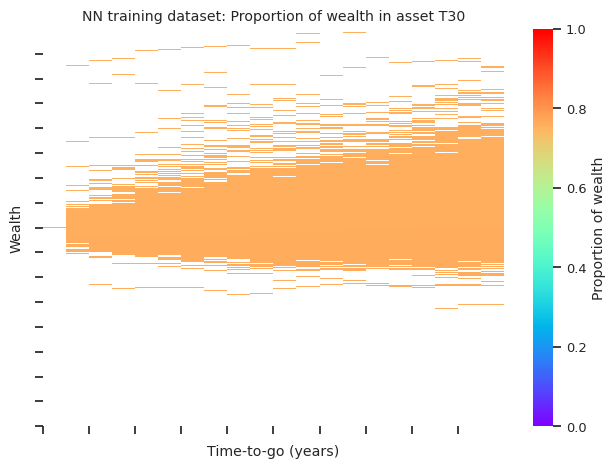 NN training dataset: Proportion of wealth in asset T30
Wealth
Time-to-go (years)
1.0
0.8
0.6
0.4
0.2
0.0
Proportion of wealth